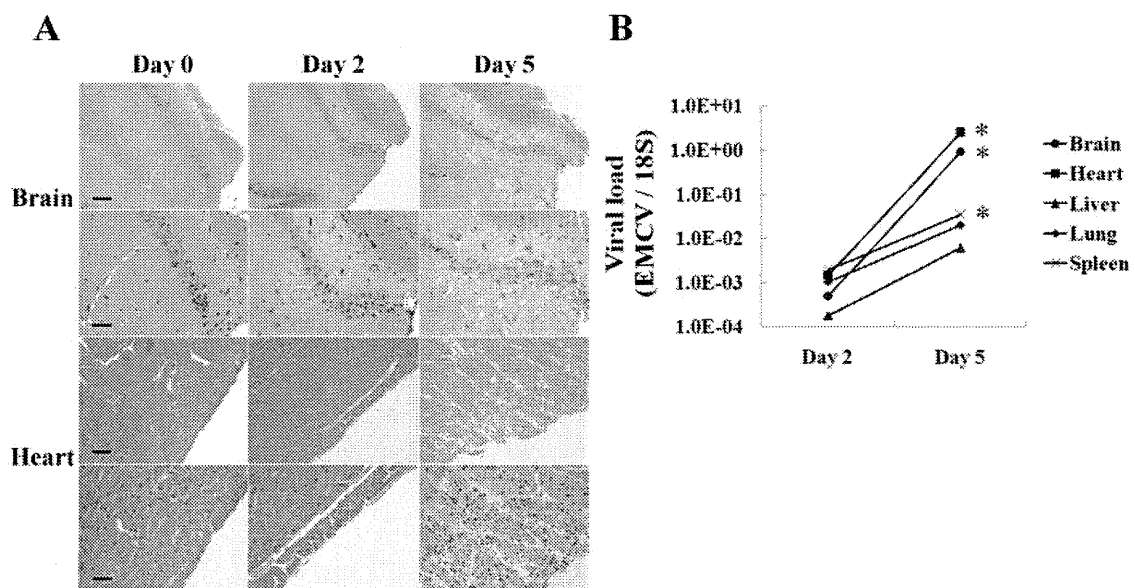 A
Day 0 Day 2 Day 5
Brain
Heart
B
Viral load
(EMCV / 18S)
1.0E+01
1.0E+00
1.0E-01
1.0E-02
1.0E-03
1.0E-04
*
*
*
Day 2 Day 5
Brain
Heart
Liver
Lung
Spleen